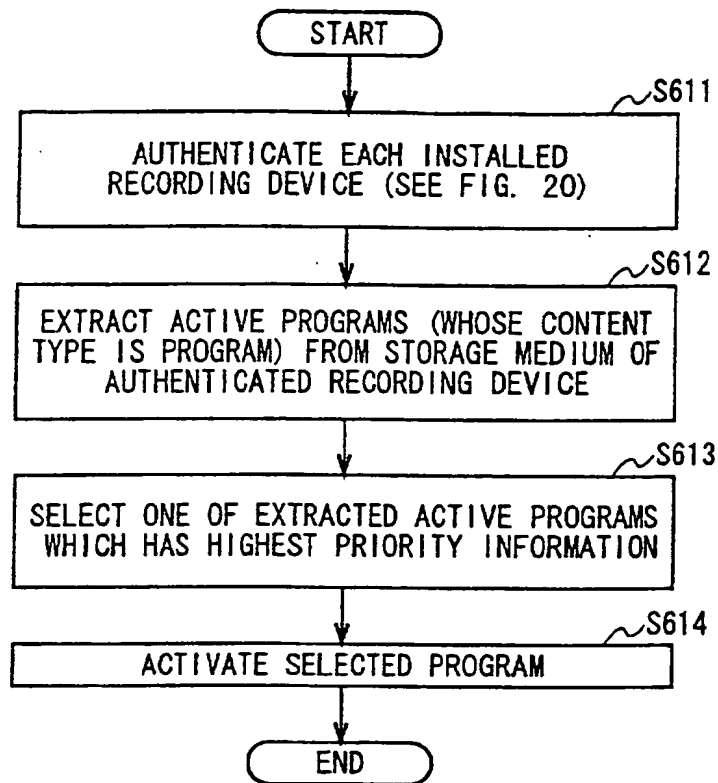 START
S611
AUTHENTICATE EACH INSTALLED
RECORDING DEVICE (SEE FIG. 20)
S612
EXTRACT ACTIVE PROGRAMS (WHOSE CONTENT
TYPE IS PROGRAM) FROM STORAGE MEDIUM OF
AUTHENTICATED RECORDING DEVICE
S613
SELECT ONE OF EXTRACTED ACTIVE PROGRAMS
WHICH HAS HIGHEST PRIORITY INFORMATION
S614
ACTIVATE SELECTED PROGRAM
END